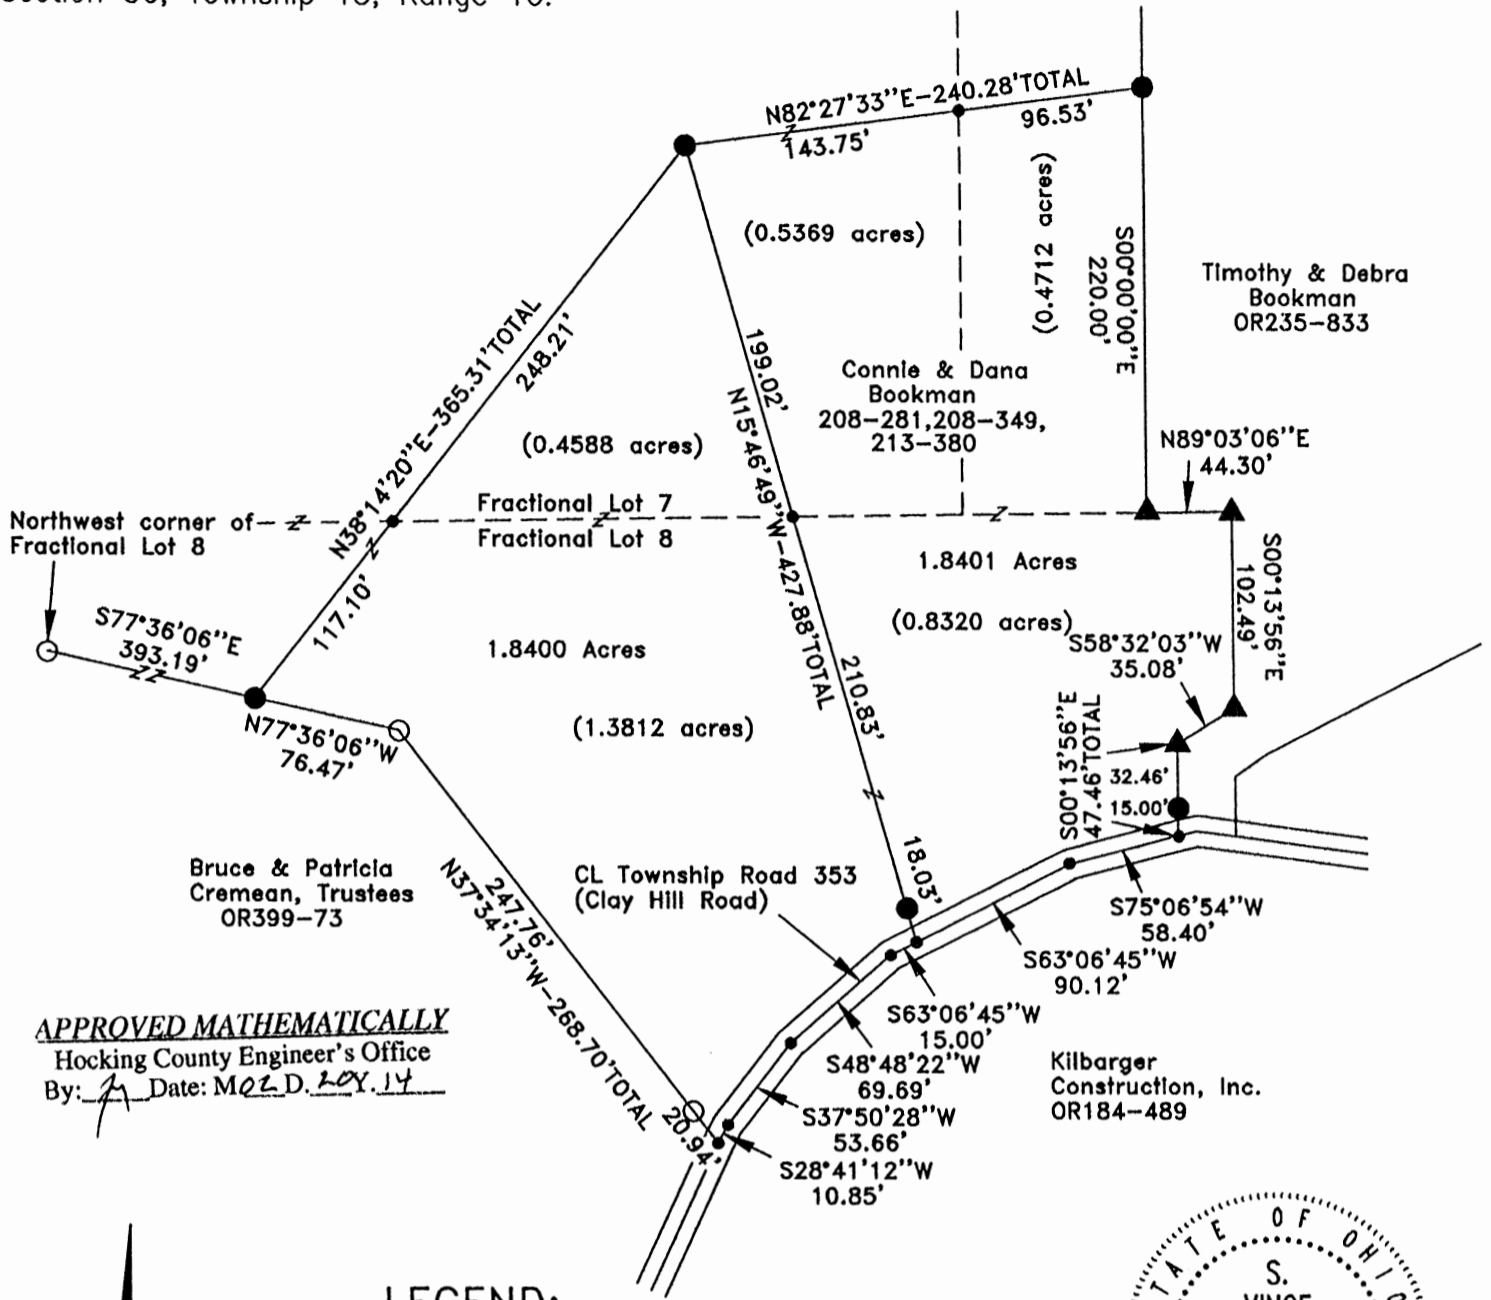 Section 36, Township 16, Range 16.
N82°27'33"E-240.28'TOTAL
143.75'
96.53'
(0.5369 acres)
(0.4712 acres)
S00°00'00"E
220.00'
Timothy & Debra
Bookman
OR235-833
N38°14'20"E-365.31'TOTAL
248.21'
117.10'
199.02'
N15°46'49"W-427.88'TOTAL
210.83'
18.03'
Connie & Dana
Bookman
208-281,208-349,
213-380
N89°03'06"E
44.30'
(0.4588 acres)
Northwest corner of
Fractional Lot 8
Fractional Lot 7
Fractional Lot 8
1.8401 Acres
(0.8320 acres)
S00°13'56"E
102.49'
S58°32'03"W
35.08'
S77°36'06"E
393.19'
1.8400 Acres
(1.3812 acres)
N77°36'06"W
76.47'
S00°13'56"E
47.46'TOTAL
32.46'
15.00'
Bruce & Patricia
Cremean, Trustees
OR399-73
247.76'
N37°34'13"W-268.70'TOTAL
20.94'
CL Township Road 353
(Clay Hill Road)
S75°06'54"W
58.40'
S63°06'45"W
90.12'
S63°06'45"W
15.00'
S48°48'22"W
69.69'
S37°50'28"W
53.66'
S28°41'12"W
10.85'
Kilbarger
Construction, Inc.
OR184-489
APPROVED MATHEMATICALLY
Hocking County Engineer's Office
By: Date: M02 D. Y.14
LEGEND:
STATE OF OHIO
S.
VINCE